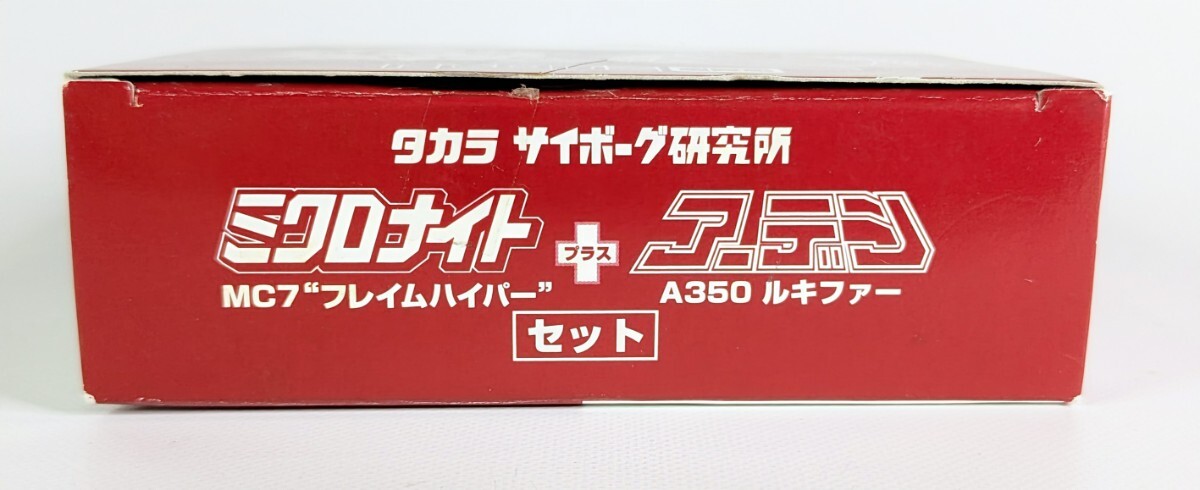 タカラ サイボーグ研究所
ミクロナイト プラス アーデン
MC7“フレイムハイパー” A350 ルキファー
セット